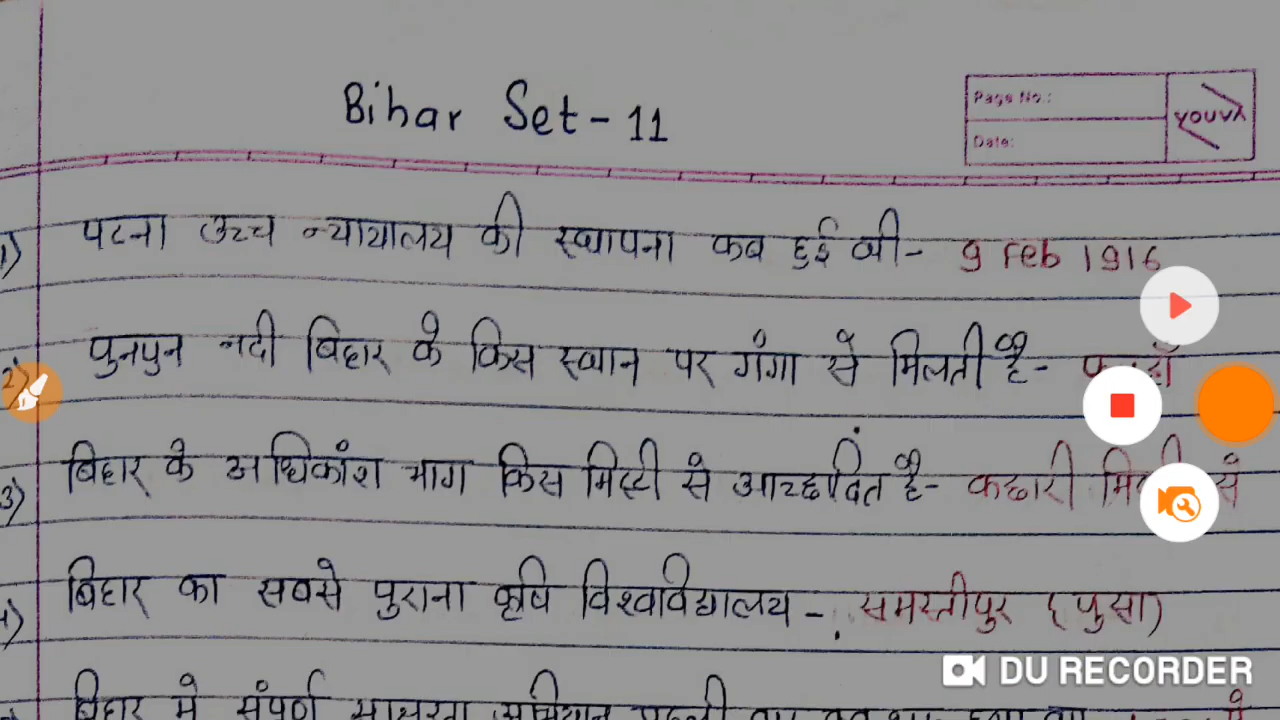 Bihar Set-11
Page No.:
Date:
YOUVA
1) पटना उच्च न्यायालय की स्थापना कब हुई थी- 9 Feb 1916
2) पुनपुन नदी बिहार के किस स्थान पर गंगा से मिलती है-
3) बिहार के अधिकांश भाग किस मिट्टी से आच्छादित है- कछारी से
4) बिहार का सबसे पुराना कृषि विश्वविद्यालय - समस्तीपुर (पुसा)
DU RECORDER
बिहार मे संपूर्ण